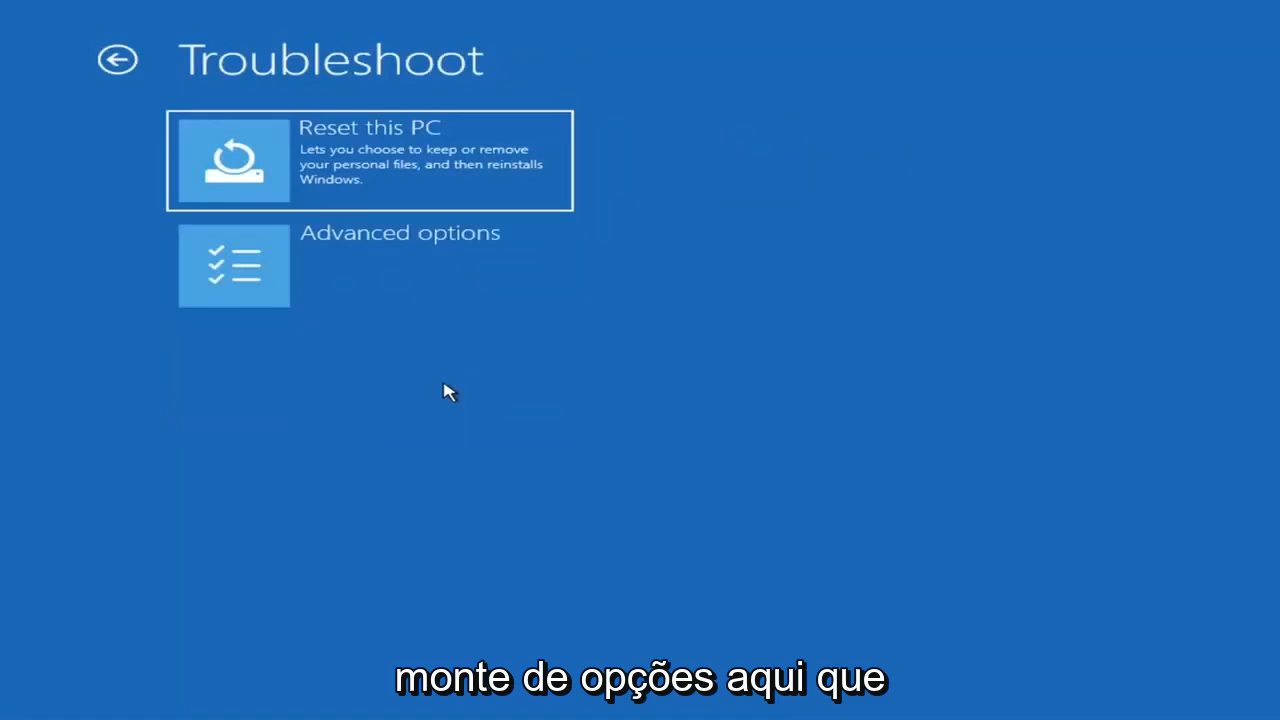 Troubleshoot
Reset this PC
Lets you choose to keep or remove
your personal files, and then reinstalls
Windows.
Advanced options
monte de opções aqui que